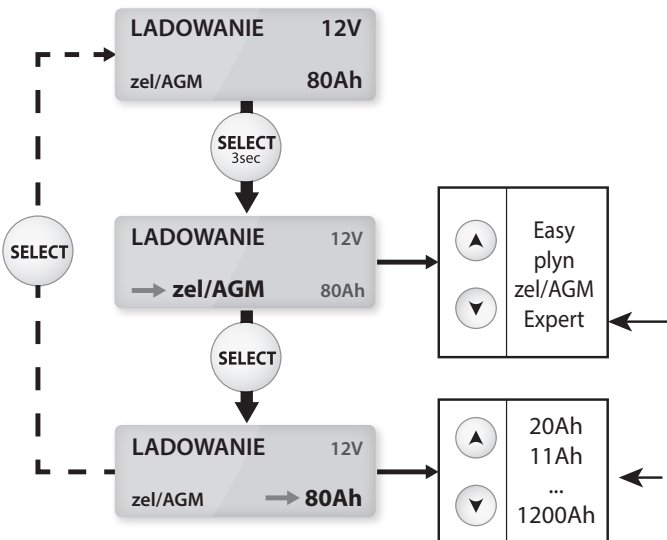 LADOWANIE 12V
zel/AGM 80Ah
SELECT
3sec
SELECT
LADOWANIE 12V
zel/AGM 80Ah
Easy
plyn
zel/AGM
Expert
SELECT
LADOWANIE 12V
zel/AGM 80Ah
20Ah
11Ah
...
1200Ah